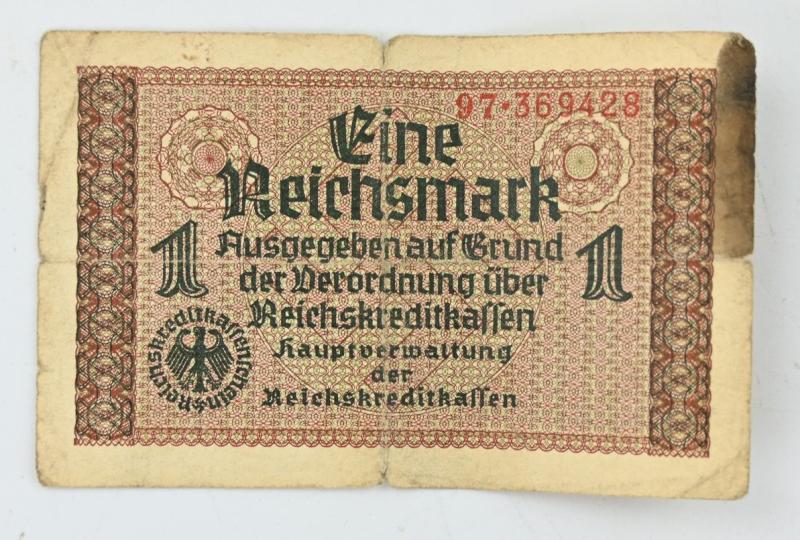 97·369428
Eine
Reichsmark
1 Ausgegeben auf Grund 1
der Verordnung über
Reichskreditkassen
Hauptverwaltung
der
Reichskreditkassen
Reichskreditkassenschein